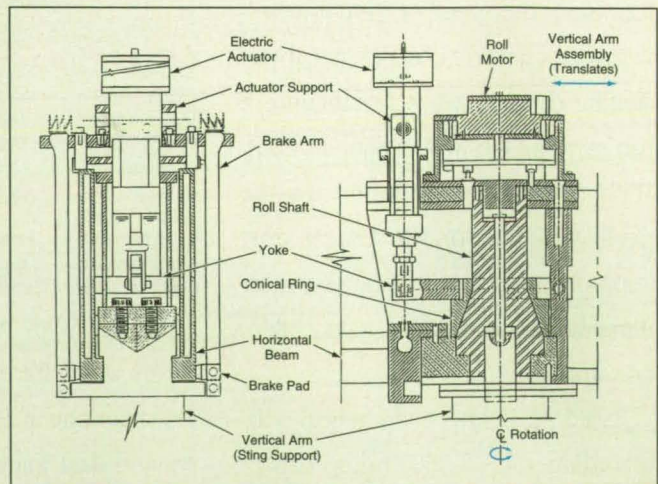 Electric
Actuator
Actuator Support
Brake Arm
Roll Shaft
Yoke
Conical Ring
Horizontal
Beam
Brake Pad
Vertical Arm
(Sting Support)
Roll
Motor
Vertical Arm
Assembly
(Translates)
℄ Rotation